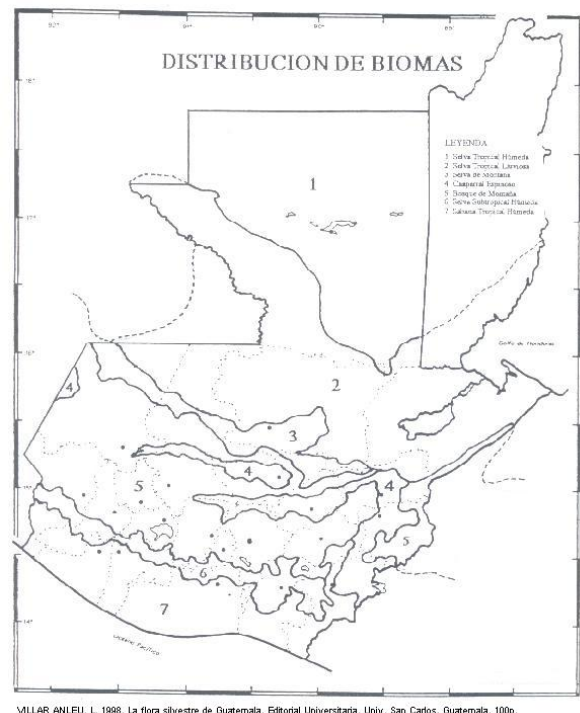 DISTRIBUCION DE BIOMAS
LEYENDA
1 Selva Tropical Húmeda
2 Selva Tropical Lluviosa
3 Selva de Montaña
4 Chaparral Espinoso
5 Bosque de Montaña
6 Selva Subtropical Húmeda
7 Sabana Tropical Húmeda
1
Golfo de Honduras
2
4
3
4
5
4
5
6
7
Océano Pacífico
VILLAR ANLEU, L. 1998. La flora silvestre de Guatemala. Editorial Universitaria, Univ. San Carlos, Guatemala, 100p.